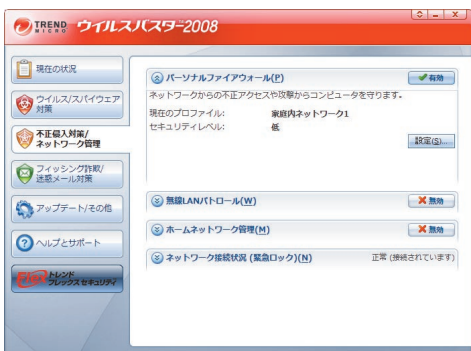 TREND MICRO ウイルスバスター2008
現在の状況
ウイルス/スパイウェア
対策
不正侵入対策/
ネットワーク管理
フィッシング詐欺/
迷惑メール対策
アップデート/その他
ヘルプとサポート
Flex トレンド
フレックス セキュリティ
パーソナルファイアウォール(P)
有効
ネットワークからの不正アクセスや攻撃からコンピュータを守ります。
現在のプロファイル: 家庭内ネットワーク1
セキュリティレベル: 低
設定(S)...
無線LANパトロール(W) 無効
ホームネットワーク管理(M) 無効
ネットワーク接続状況 (緊急ロック)(N) 正常 (接続されています)